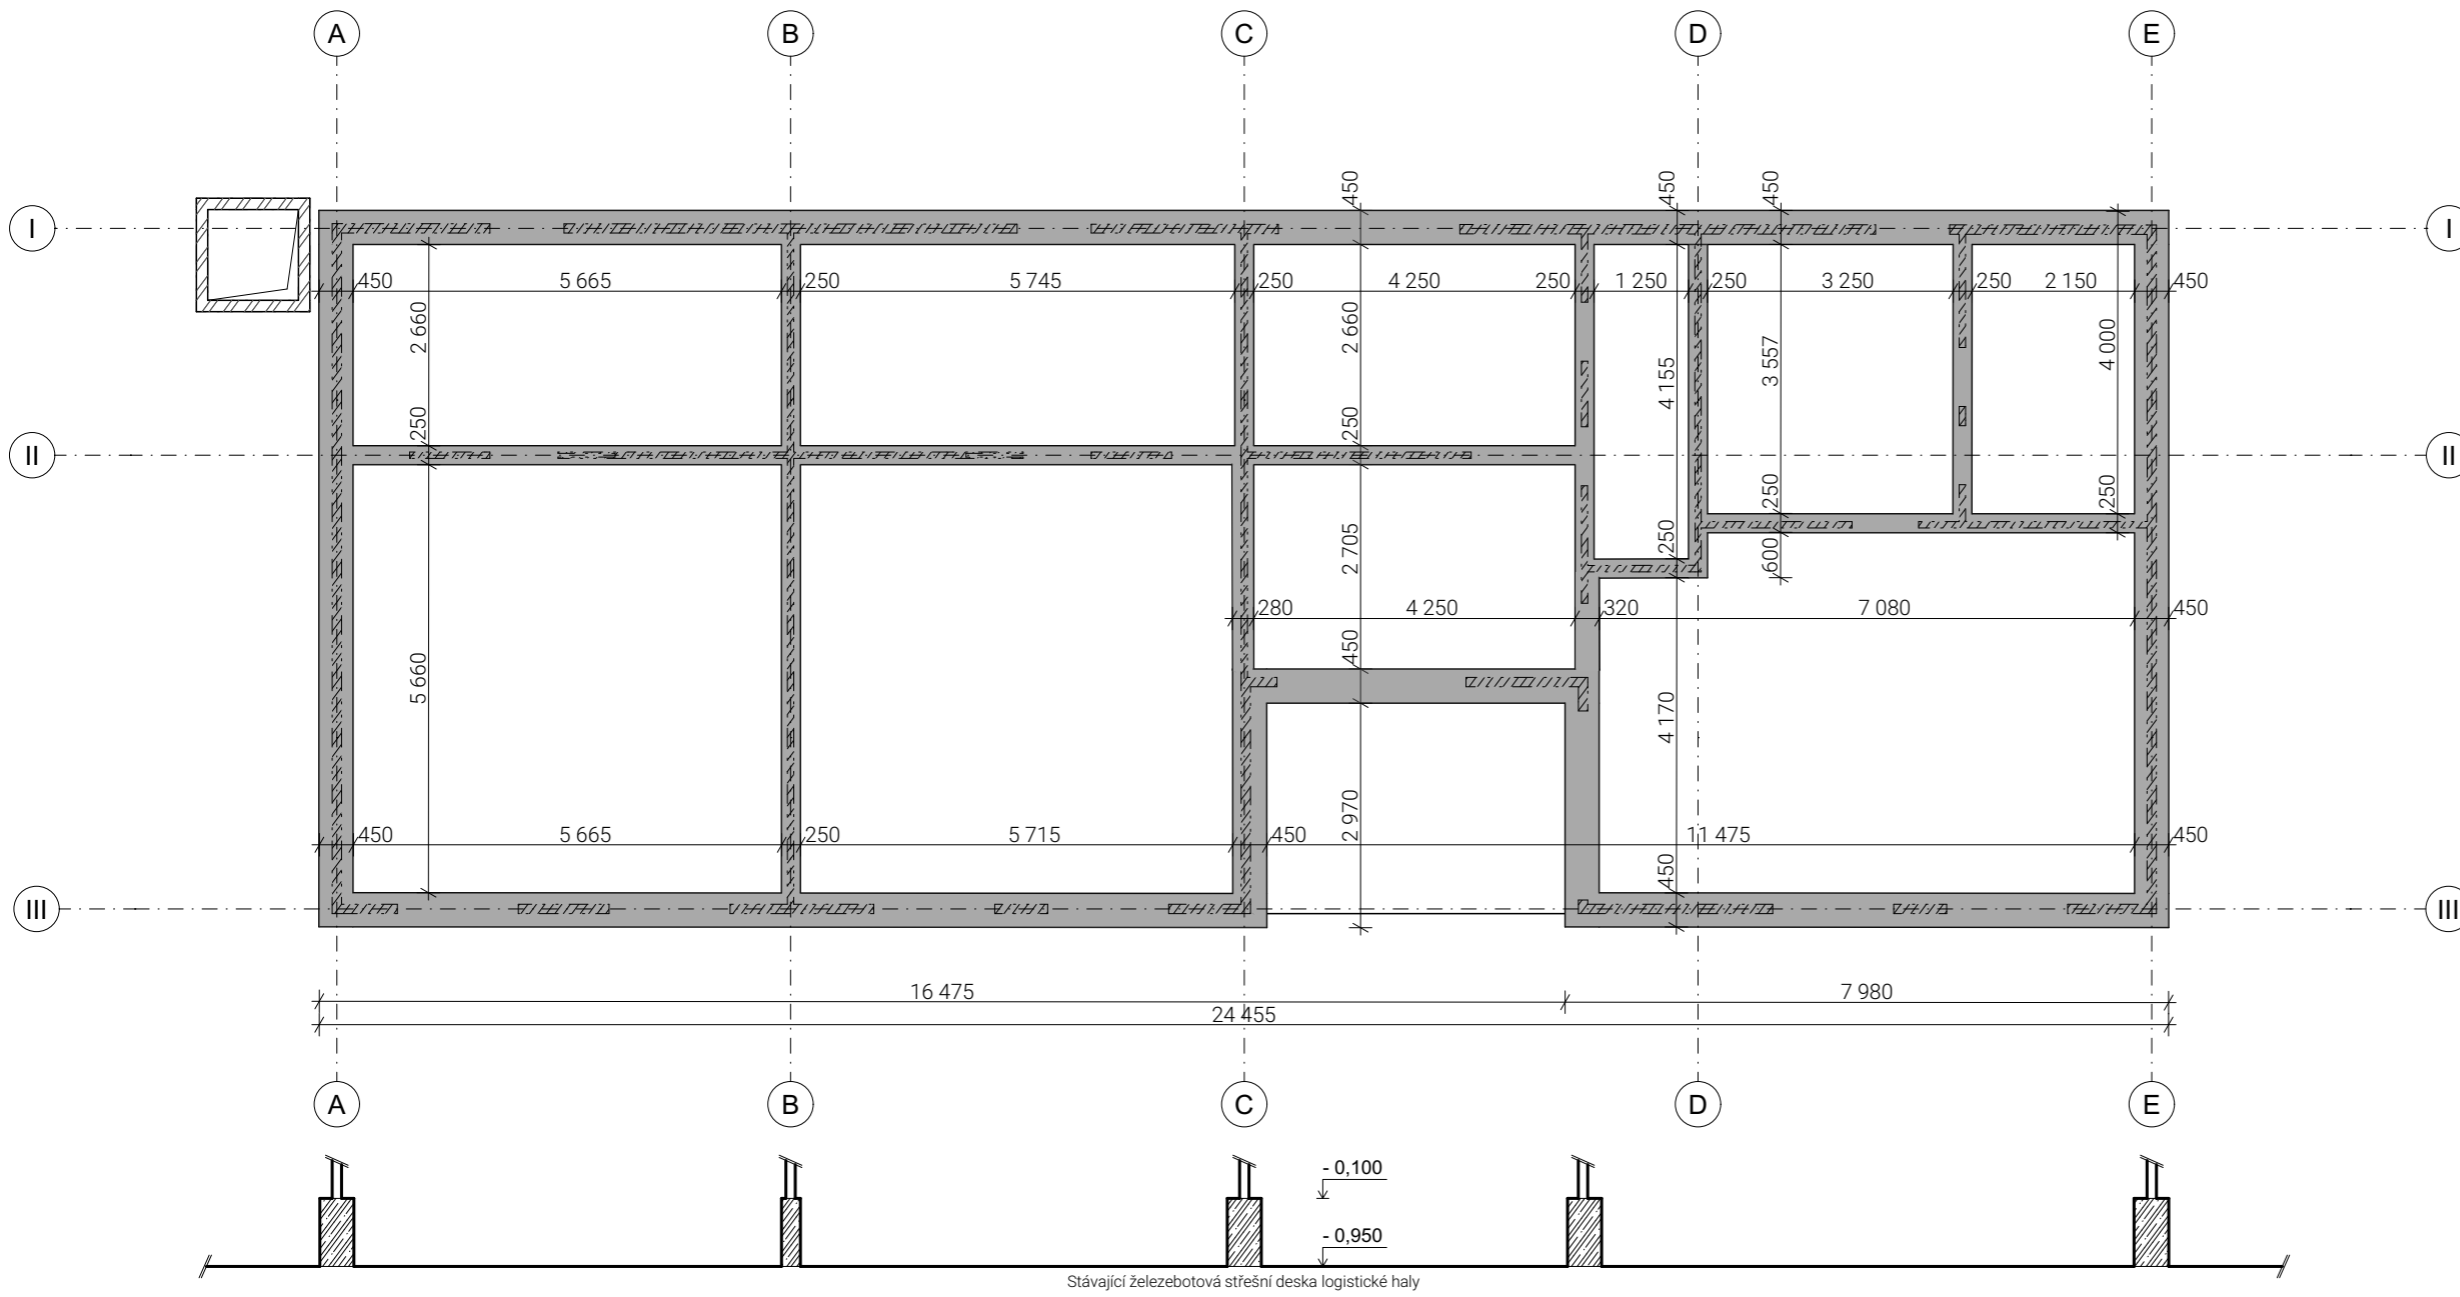 A B C D E
450 450 450
I I
450 5 665 250 5 745 250 4 250 250 1 250 250 3 250 250 2 150 450
2 660 2 660 4 155 3 557 4 000
250 250
II II
250 250
2 705 250 600
280 4 250 320 7 080 450
5 660 450 4 170
2 970
450 5 665 250 5 715 450 11 475 450
450
III III
16 475 7 980
24 455
A B C D E
- 0,100
- 0,950
Stávající železebotová střešní deska logistické haly